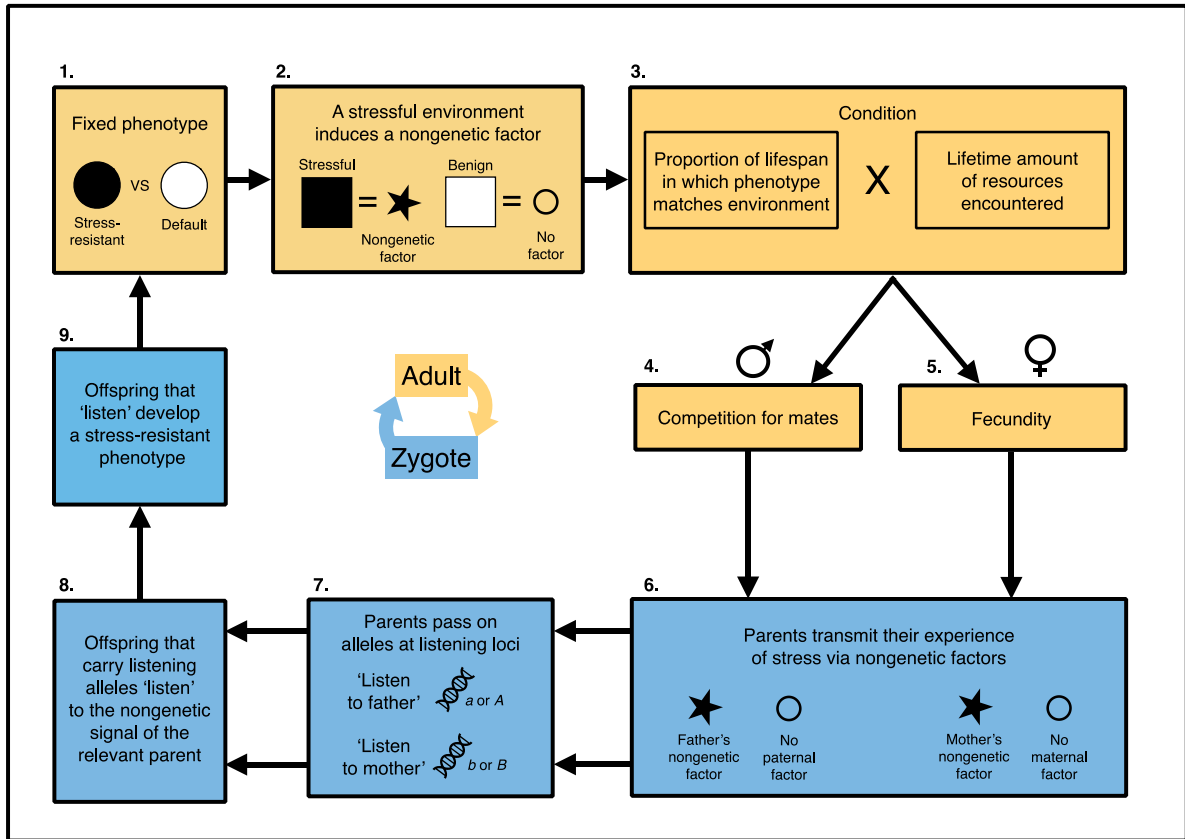 1.
Fixed phenotype
VS
Stress-
resistant
Default
2.
A stressful environment
induces a nongenetic factor
Stressful
=
Nongenetic
factor
Benign
=
No
factor
3.
Condition
Proportion of lifespan
in which phenotype
matches environment
X
Lifetime amount
of resources
encountered
4.
Competition for mates
5.
Fecundity
Adult
Zygote
6.
Parents transmit their experience
of stress via nongenetic factors
Father's
nongenetic
factor
No
paternal
factor
Mother's
nongenetic
factor
No
maternal
factor
7.
Parents pass on
alleles at listening loci
‘Listen
to father’
a or A
‘Listen
to mother’
b or B
8.
Offspring that
carry listening
alleles ‘listen’
to the nongenetic
signal of the
relevant parent
9.
Offspring that
‘listen’ develop
a stress-resistant
phenotype